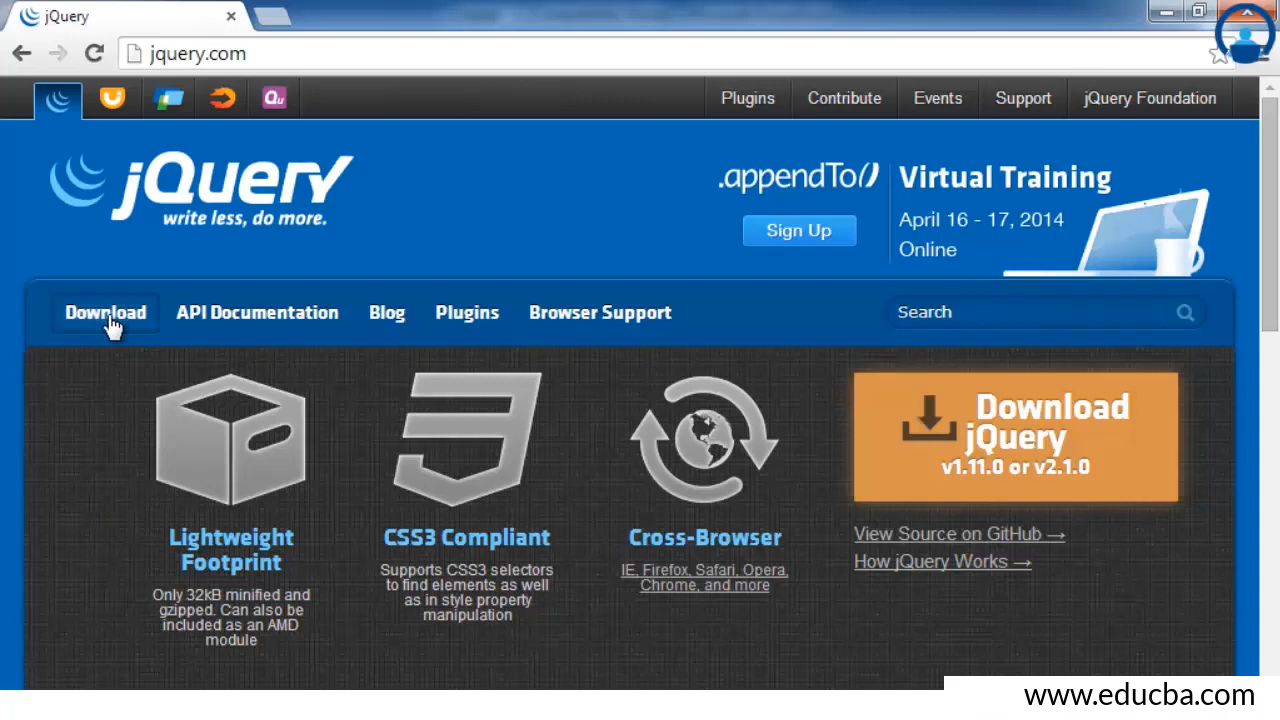 jQuery
jquery.com
Qu
Plugins
Contribute
Events
Support
jQuery Foundation
jQuery
write less, do more.
.appendTo()
Sign Up
Virtual Training
April 16 - 17, 2014
Online
Download
API Documentation
Blog
Plugins
Browser Support
Search
Lightweight
Footprint
Only 32kB minified and
gzipped. Can also be
included as an AMD
module
CSS3 Compliant
Supports CSS3 selectors
to find elements as well
as in style property
manipulation
Cross-Browser
IE, Firefox, Safari, Opera,
Chrome, and more
Download
jQuery
v1.11.0 or v2.1.0
View Source on GitHub →
How jQuery Works →
www.educba.com